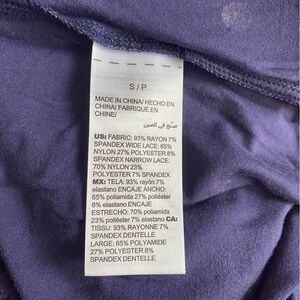 S / P
MADE IN CHINA/ HECHO EN
CHINA/ FABRIQUÉ EN
CHINE/
صنع في الصين
US: FABRIC: 93% RAYON 7%
SPANDEX WIDE LACE: 65%
NYLON 27% POLYESTER 8%
SPANDEX NARROW LACE:
70% NYLON 23%
POLYESTER 7% SPANDEX
MX: TELA: 93% rayón 7%
elastano ENCAJE ANCHO:
65% poliamida 27% poliéster
8% elastano ENCAJE
ESTRECHO: 70% poliamida
23% poliéster 7% elastano CA:
TISSU: 93% RAYONNE 7%
SPANDEX DENTELLE
LARGE: 65% POLYAMIDE
27% POLYESTER 8%
SPANDEX DENTELLE